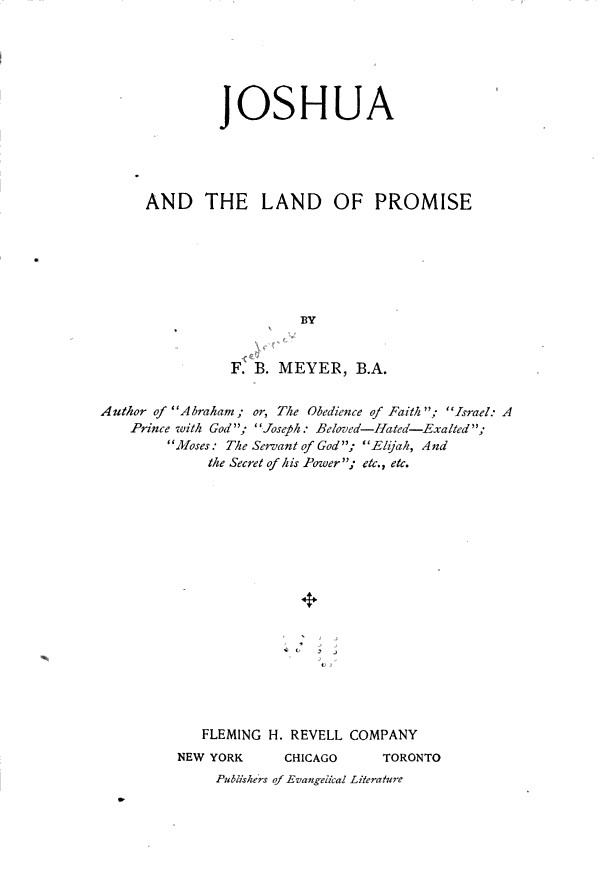 JOSHUA
AND THE LAND OF PROMISE
BY
rederick
F. B. MEYER, B.A.
Author of "Abraham; or, The Obedience of Faith"; "Israel: A
Prince with God"; "Joseph: Beloved—Hated—Exalted";
"Moses: The Servant of God"; "Elijah, And
the Secret of his Power"; etc., etc.
FLEMING H. REVELL COMPANY
NEW YORK CHICAGO TORONTO
Publishers of Evangelical Literature